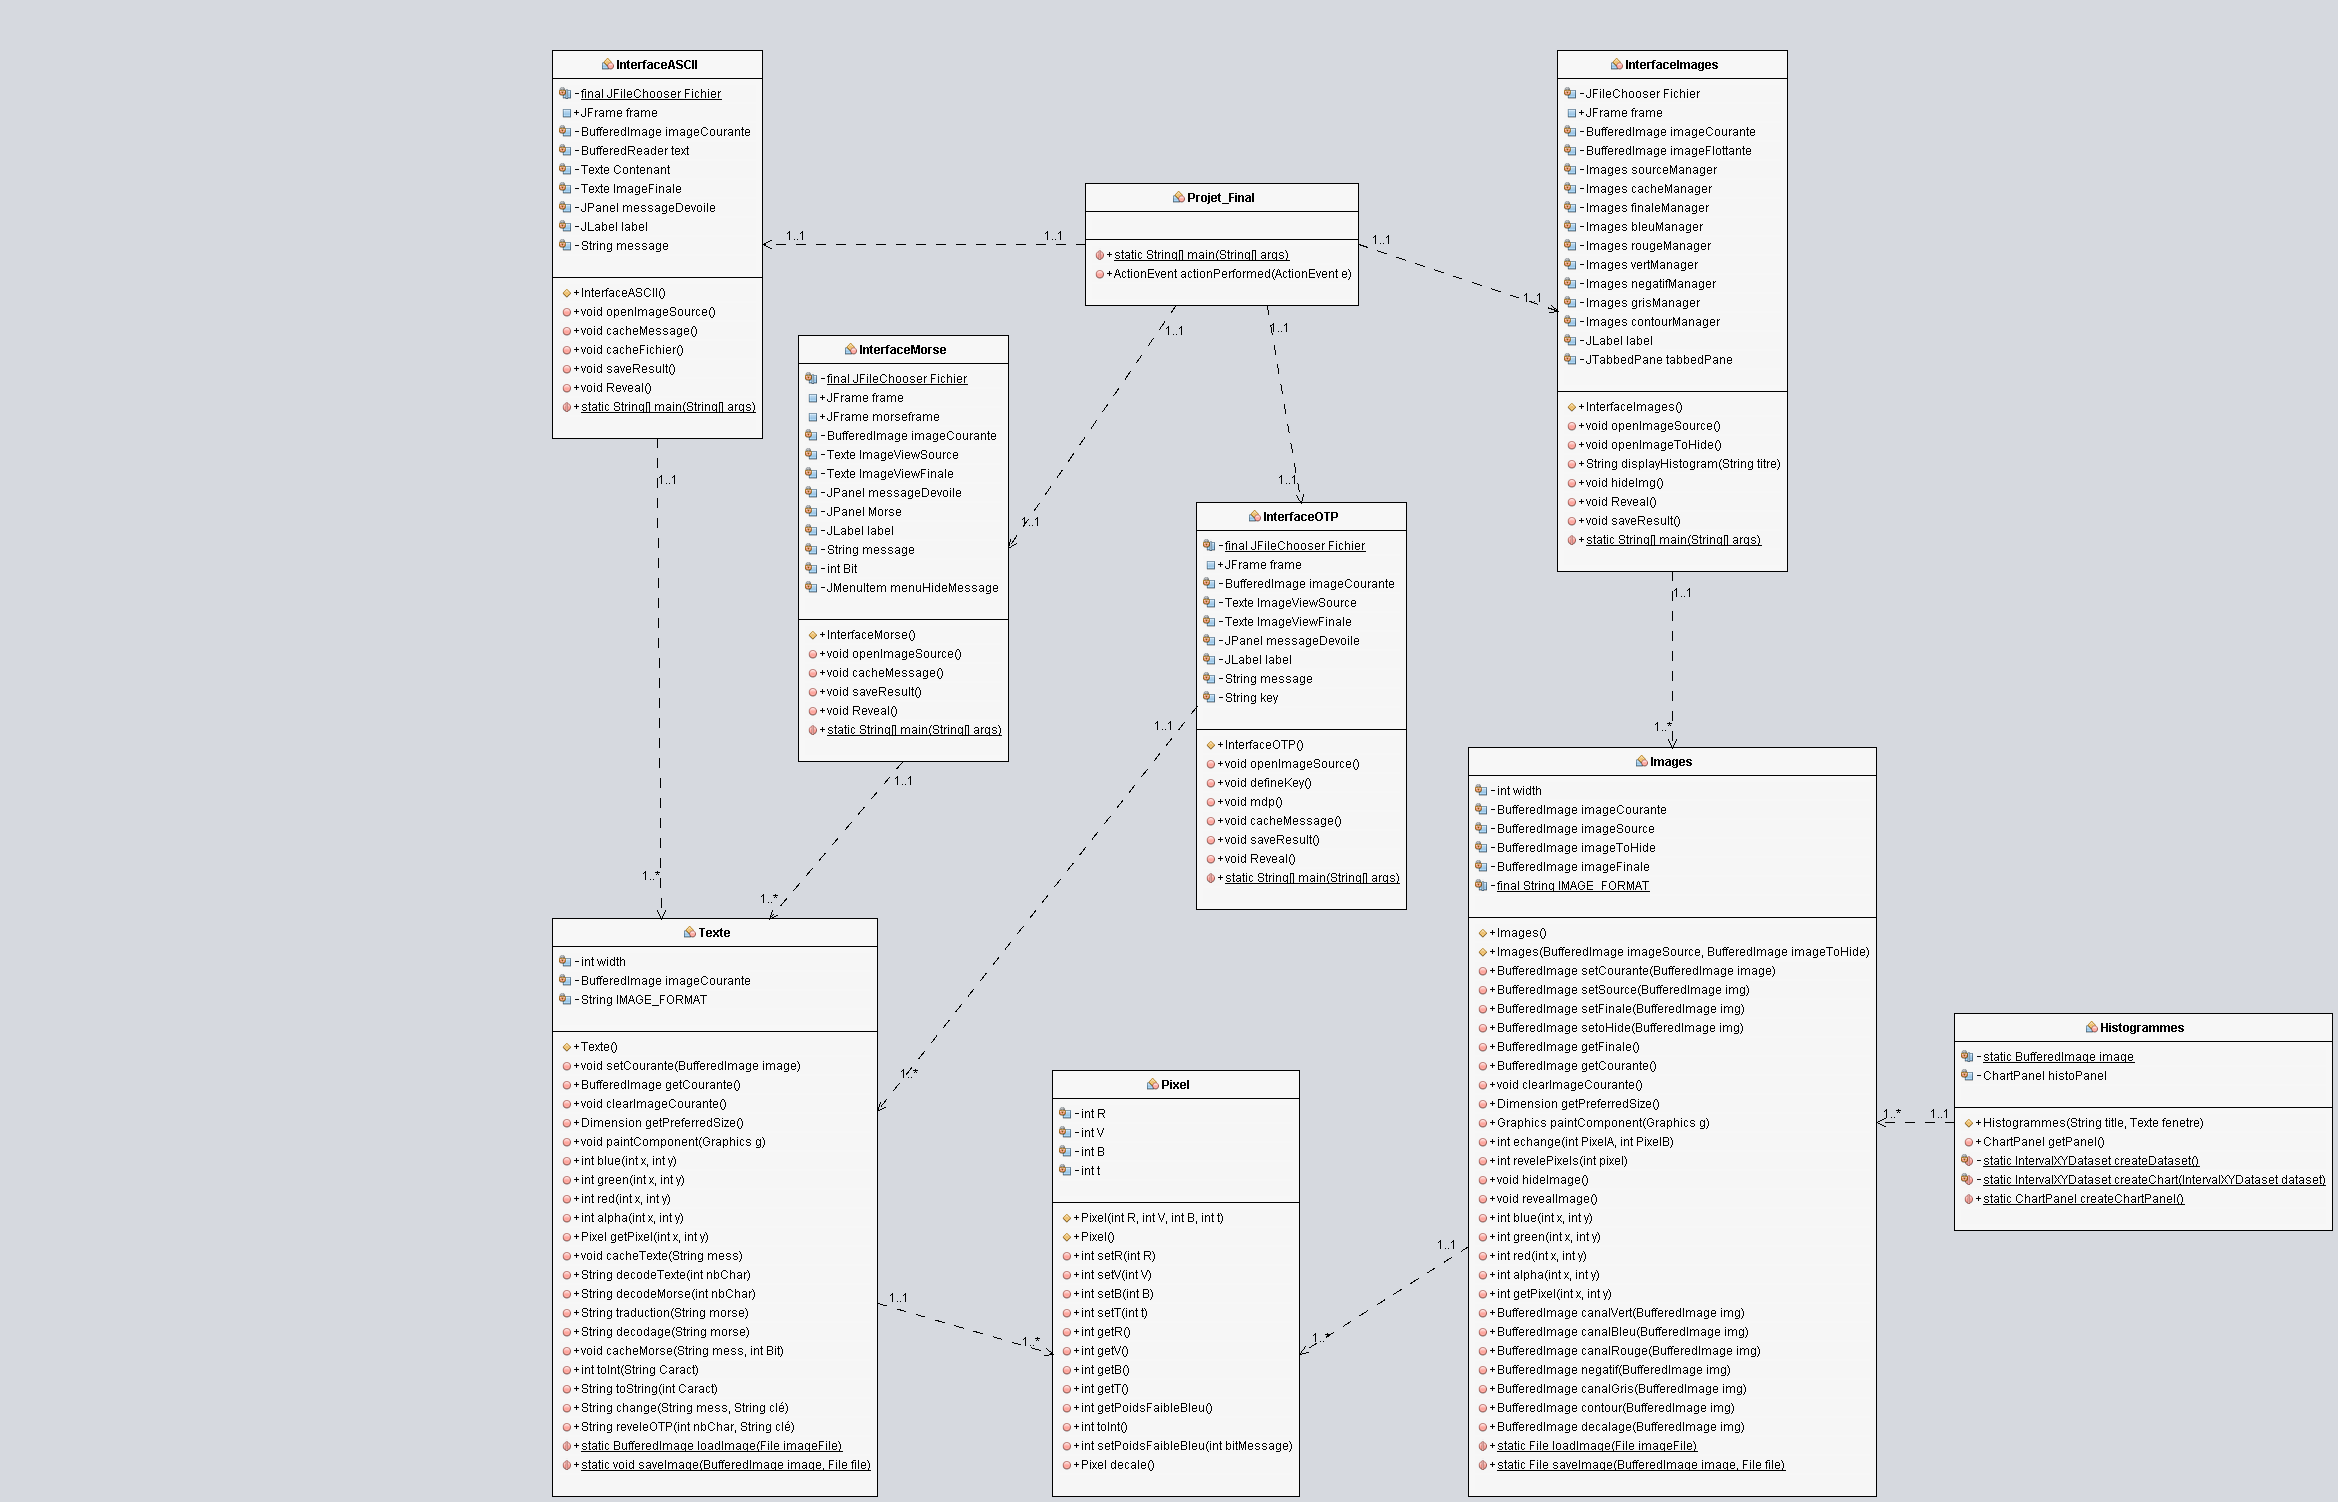 InterfaceASCII
-final JFileChooser Fichier
+JFrame frame
-BufferedImage imageCourante
-BufferedReader text
-Texte Contenant
-Texte ImageFinale
-JPanel messageDevoile
-JLabel label
-String message
+InterfaceASCII()
+void openImageSource()
+void cacheMessage()
+void cacheFichier()
+void saveResult()
+void Reveal()
+static String[] main(String[] args)
1..1
1..*
1..1
1..1
Projet_Final
+static String[] main(String[] args)
+ActionEvent actionPerformed(ActionEvent e)
1..1
1..1
1..1
1..1
1..1
1..1
InterfaceImages
-JFileChooser Fichier
+JFrame frame
-BufferedImage imageCourante
-BufferedImage imageFlottante
-Images sourceManager
-Images cacheManager
-Images finaleManager
-Images bleuManager
-Images rougeManager
-Images vertManager
-Images negatifManager
-Images grisManager
-Images contourManager
-JLabel label
-JTabbedPane tabbedPane
+InterfaceImages()
+void openImageSource()
+void openImageToHide()
+String displayHistogram(String titre)
+void hideImg()
+void Reveal()
+void saveResult()
+static String[] main(String[] args)
1..1
1..*
InterfaceMorse
-final JFileChooser Fichier
+JFrame frame
+JFrame morseframe
-BufferedImage imageCourante
-Texte ImageViewSource
-Texte ImageViewFinale
-JPanel messageDevoile
-JPanel Morse
-JLabel label
-String message
-int Bit
-JMenuItem menuHideMessage
+InterfaceMorse()
+void openImageSource()
+void cacheMessage()
+void saveResult()
+void Reveal()
+static String[] main(String[] args)
1..1
1..*
InterfaceOTP
-final JFileChooser Fichier
+JFrame frame
-BufferedImage imageCourante
-Texte ImageViewSource
-Texte ImageViewFinale
-JPanel messageDevoile
-JLabel label
-String message
-String key
+InterfaceOTP()
+void openImageSource()
+void defineKey()
+void mdp()
+void cacheMessage()
+void saveResult()
+void Reveal()
+static String[] main(String[] args)
1..1
1..*
Texte
-int width
-BufferedImage imageCourante
-String IMAGE_FORMAT
+Texte()
+void setCourante(BufferedImage image)
+BufferedImage getCourante()
+void clearImageCourante()
+Dimension getPreferredSize()
+void paintComponent(Graphics g)
+int blue(int x, int y)
+int green(int x, int y)
+int red(int x, int y)
+int alpha(int x, int y)
+Pixel getPixel(int x, int y)
+void cacheTexte(String mess)
+String decodeTexte(int nbChar)
+String decodeMorse(int nbChar)
+String traduction(String morse)
+String decodage(String morse)
+void cacheMorse(String mess, int Bit)
+int toInt(String Caract)
+String toString(int Caract)
+String change(String mess, String clé)
+String reveleOTP(int nbChar, String clé)
+static BufferedImage loadImage(File imageFile)
+static void saveImage(BufferedImage image, File file)
1..1
1..*
Pixel
-int R
-int V
-int B
-int t
+Pixel(int R, int V, int B, int t)
+Pixel()
+int setR(int R)
+int setV(int V)
+int setB(int B)
+int setT(int t)
+int getR()
+int getV()
+int getB()
+int getT()
+int getPoidsFaibleBleu()
+int toInt()
+int setPoidsFaibleBleu(int bitMessage)
+Pixel decale()
1..1
1..*
Images
-int width
-BufferedImage imageCourante
-BufferedImage imageSource
-BufferedImage imageToHide
-BufferedImage imageFinale
-final String IMAGE_FORMAT
+Images()
+Images(BufferedImage imageSource, BufferedImage imageToHide)
+BufferedImage setCourante(BufferedImage image)
+BufferedImage setSource(BufferedImage img)
+BufferedImage setFinale(BufferedImage img)
+BufferedImage setoHide(BufferedImage img)
+BufferedImage getFinale()
+BufferedImage getCourante()
+void clearImageCourante()
+Dimension getPreferredSize()
+Graphics paintComponent(Graphics g)
+int echange(int PixelA, int PixelB)
+int revelePixels(int pixel)
+void hideImage()
+void revealImage()
+int blue(int x, int y)
+int green(int x, int y)
+int red(int x, int y)
+int alpha(int x, int y)
+int getPixel(int x, int y)
+BufferedImage canalVert(BufferedImage img)
+BufferedImage canalBleu(BufferedImage img)
+BufferedImage canalRouge(BufferedImage img)
+BufferedImage negatif(BufferedImage img)
+BufferedImage canalGris(BufferedImage img)
+BufferedImage contour(BufferedImage img)
+BufferedImage decalage(BufferedImage img)
+static File loadImage(File imageFile)
+static File saveImage(BufferedImage image, File file)
1..*
1..1
Histogrammes
-static BufferedImage image
-ChartPanel histoPanel
+Histogrammes(String title, Texte fenetre)
+ChartPanel getPanel()
-static IntervalXYDataset createDataset()
-static IntervalXYDataset createChart(IntervalXYDataset dataset)
+static ChartPanel createChartPanel()